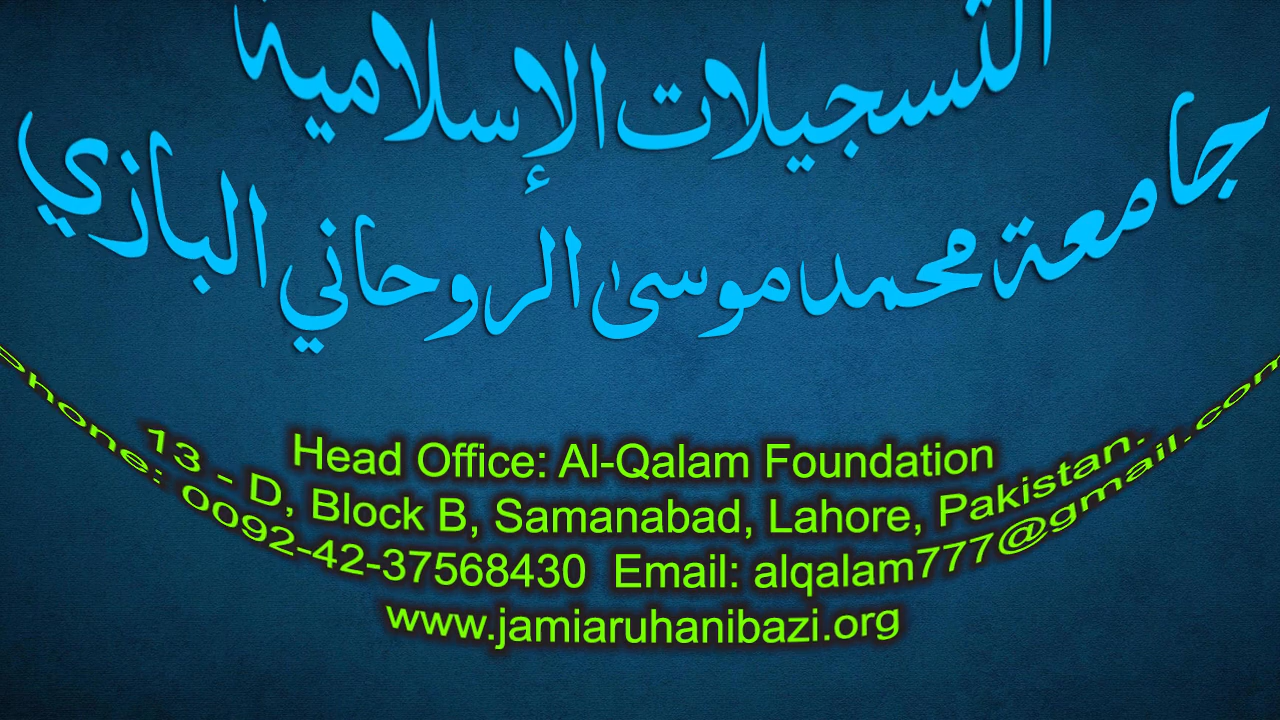 التسجيلات الإسلامية
جامعة محمد موسىٰ الروحاني البازي
Head Office: Al-Qalam Foundation
13 - D, Block B, Samanabad, Lahore, Pakistan.
Phone: 0092-42-37568430 Email: alqalam777@gmail.com
www.jamiaruhanibazi.org